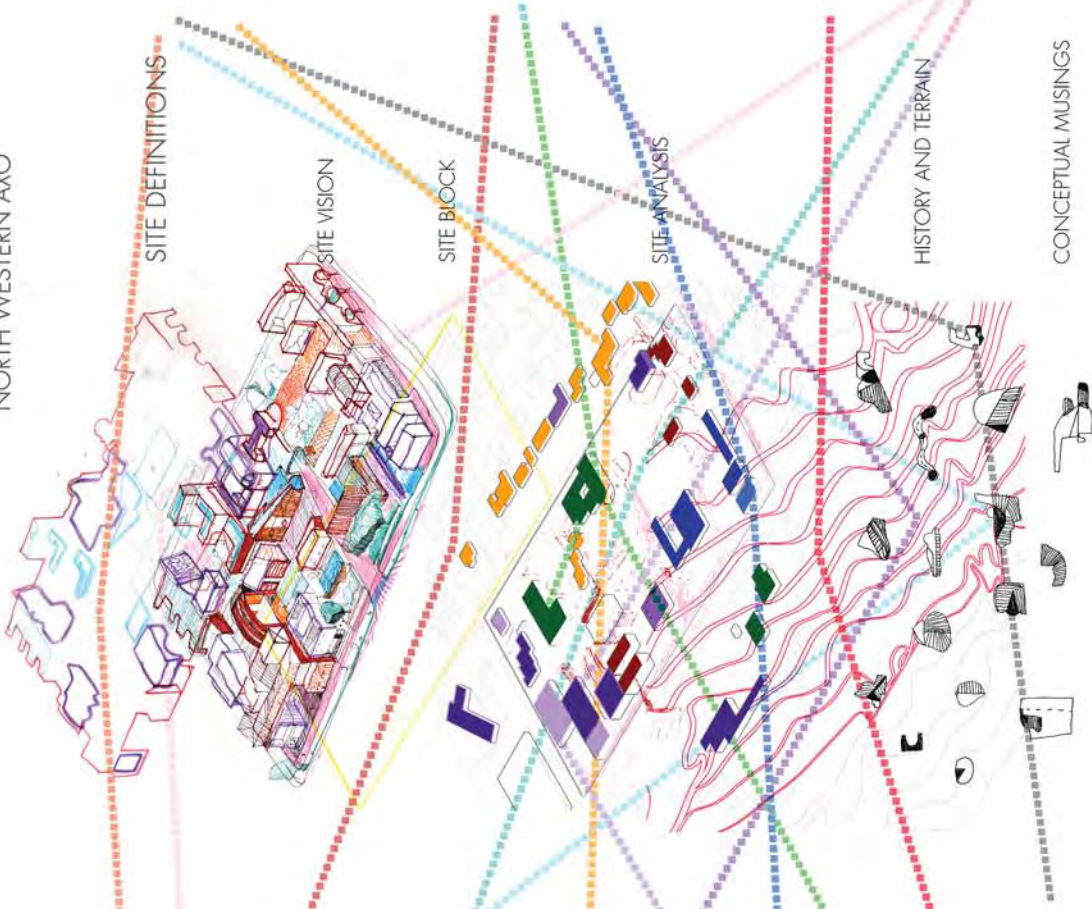 NORTH WESTERN AXO
SITE DEFINITIONS
SITE VISION
SITE BLOCK
SITE ANALYSIS
HISTORY AND TERRAIN
CONCEPTUAL MUSINGS